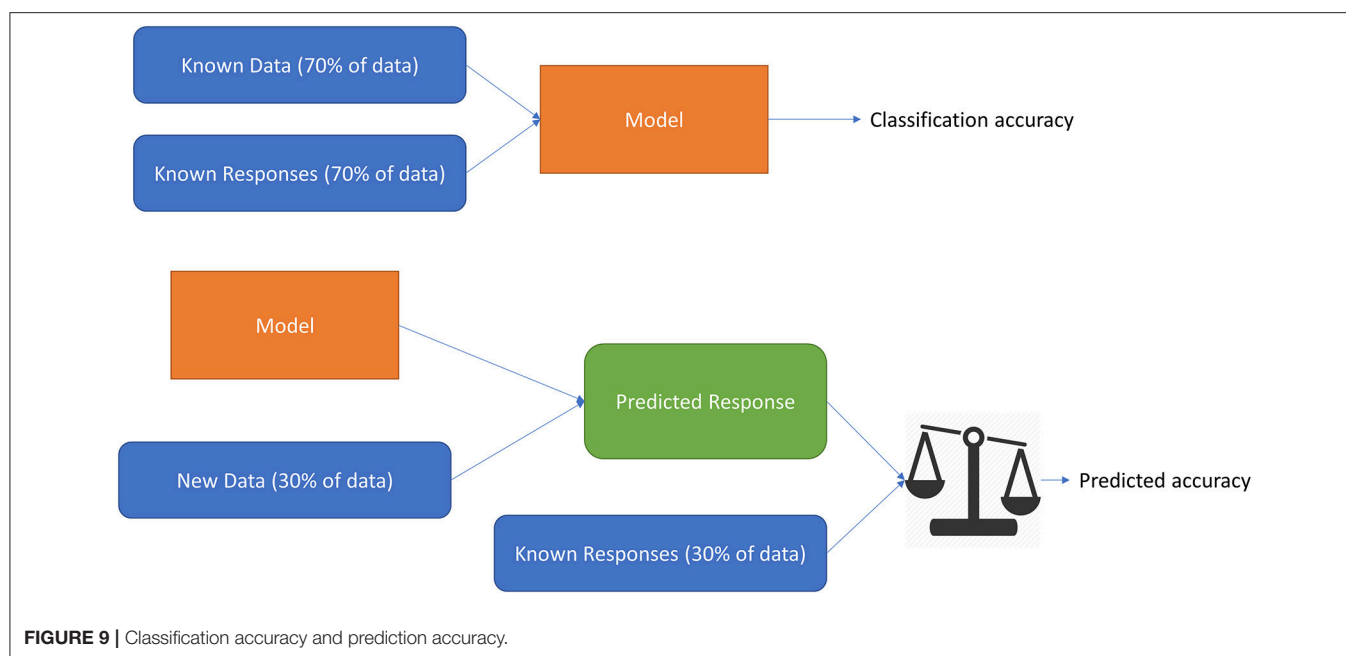 Known Data (70% of data)
Model
Classification accuracy
Known Responses (70% of data)
Model
Predicted Response
New Data (30% of data)
Predicted accuracy
Known Responses (30% of data)
FIGURE 9 | Classification accuracy and prediction accuracy.